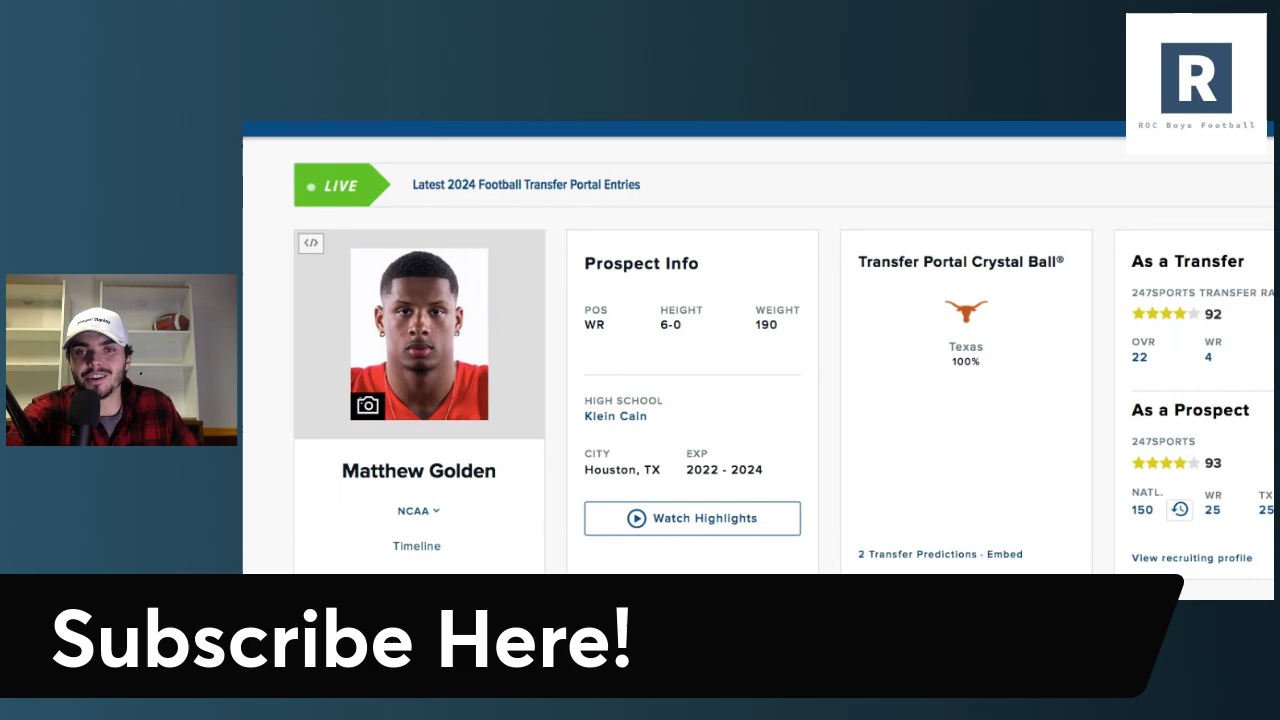 R
ROC Boys Football
LIVE
Latest 2024 Football Transfer Portal Entries
</>
Matthew Golden
NCAA
Timeline
Prospect Info
POS HEIGHT WEIGHT
WR 6-0 190
HIGH SCHOOL
Klein Cain
CITY EXP
Houston, TX 2022 - 2024
Watch Highlights
Transfer Portal Crystal Ball®
Texas
100%
2 Transfer Predictions · Embed
As a Transfer
247SPORTS TRANSFER RA
92
OVR WR
22 4
As a Prospect
247SPORTS
93
NATL. WR TX
150 25 25
View recruiting profile
Subscribe Here!